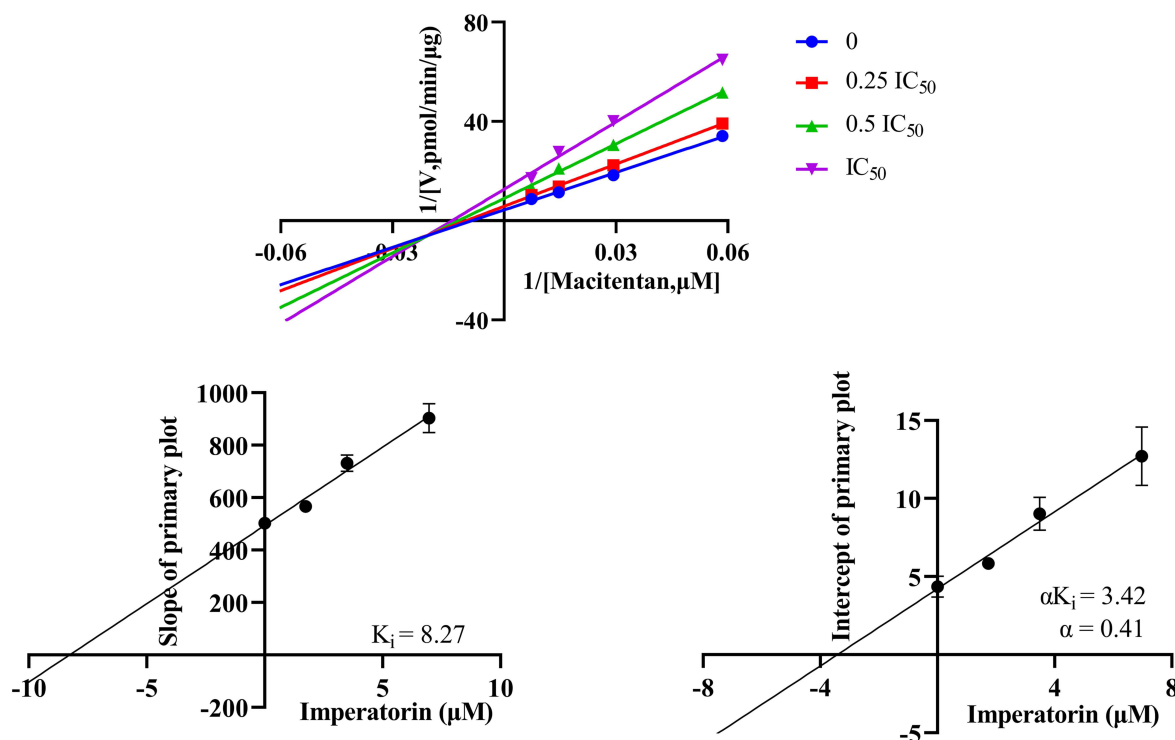 1/[V,pmol/min/μg]
80
40
-40
-0.06
-0.03
0.03
0.06
1/[Macitentan,μM]
0
0.25 IC50
0.5 IC50
IC50
Slope of primary plot
1000
800
600
400
200
-200
-10
-5
5
10
Ki = 8.27
Imperatorin (μM)
Intercept of primary plot
15
10
5
-5
-8
-4
4
8
αKi = 3.42
α = 0.41
Imperatorin (μM)